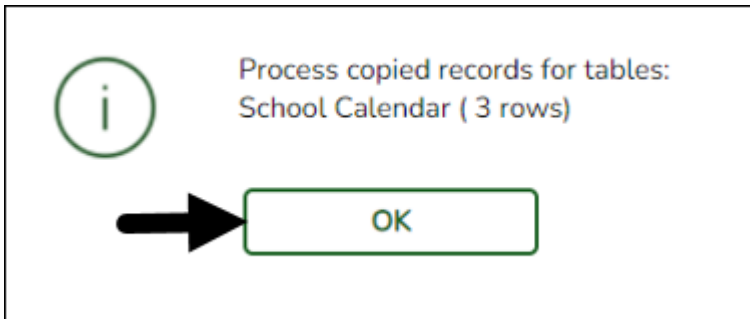 Process copied records for tables:
School Calendar ( 3 rows)
OK